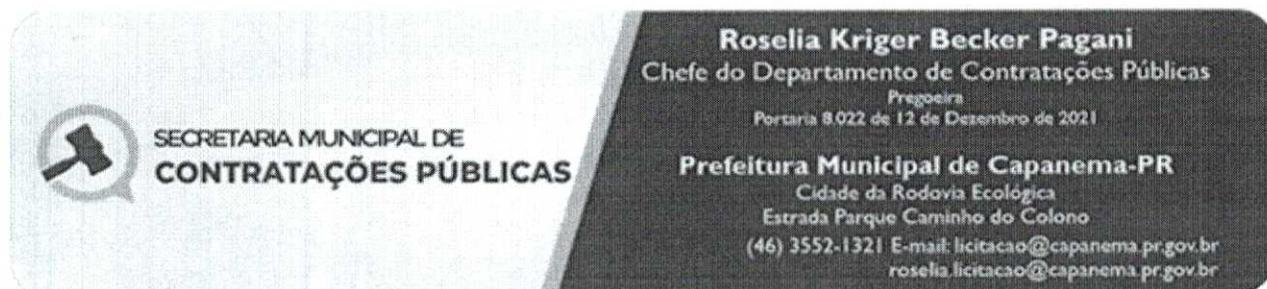 SECRETARIA MUNICIPAL DE
CONTRATAÇÕES PÚBLICAS
Roselia Kriger Becker Pagani
Chefe do Departamento de Contratações Públicas
Pregoeira
Portaria 8.022 de 12 de Dezembro de 2021
Prefeitura Municipal de Capanema-PR
Cidade da Rodovia Ecológica
Estrada Parque Caminho do Colono
(46) 3552-1321 E-mail: licitacao@capanema.pr.gov.br
roselia.licitacao@capanema.pr.gov.br